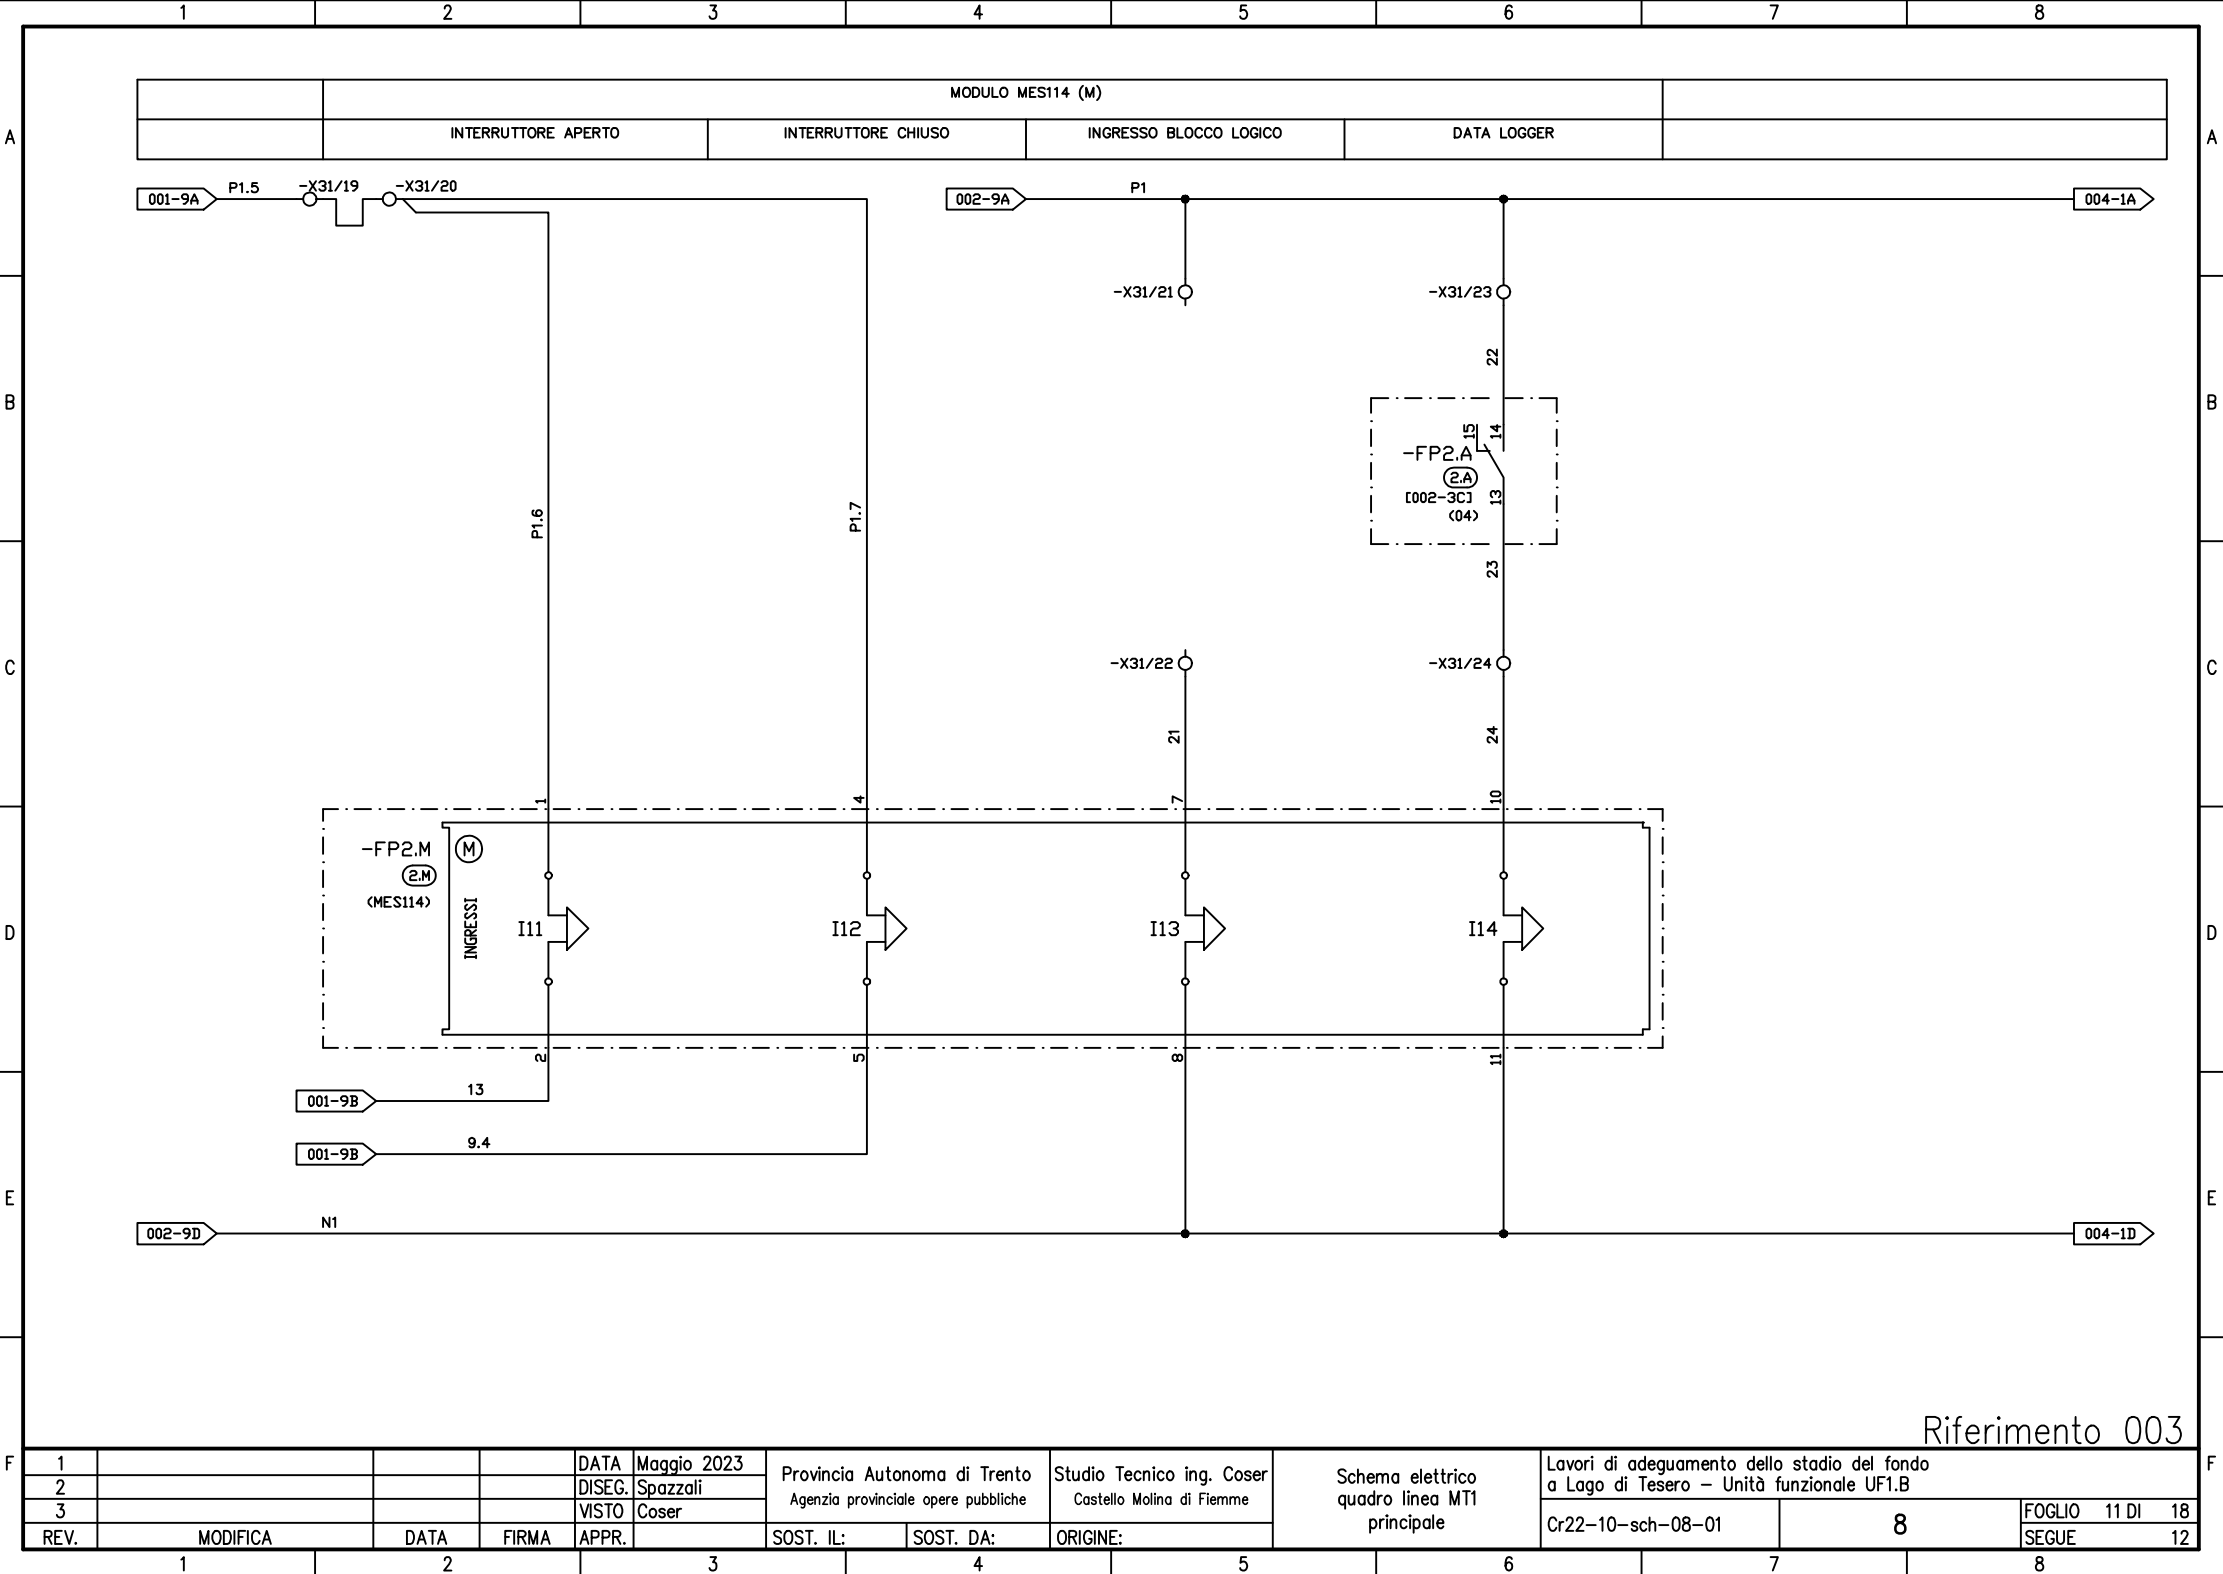 1 2 3 4 5 6 7 8
MODULO MES114 (M)
INTERRUTTORE APERTO INTERRUTTORE CHIUSO INGRESSO BLOCCO LOGICO DATA LOGGER
A A
001-9A P1.5 -X31/19 -X31/20 002-9A P1 004-1A
-X31/21 -X31/23
22
B B
15 14
-FP2.A
2.A
[002-3C] 13
(04)
P1.6 P1.7
23
C C
-X31/22 -X31/24
21 24
1 4 7 10
-FP2.M M
2.M
(MES114)
INGRESSI
I11 I12 I13 I14
D D
2 5 8 11
001-9B 13
001-9B 9.4
E E
002-9D N1 004-1D
Riferimento 003
F F
1 DATA Maggio 2023
2 DISEG. Spazzali
3 VISTO Coser
REV. MODIFICA DATA FIRMA APPR.
Provincia Autonoma di Trento
Agenzia provinciale opere pubbliche
SOST. IL: SOST. DA:
Studio Tecnico ing. Coser
Castello Molina di Fiemme
ORIGINE:
Schema elettrico
quadro linea MT1
principale
Lavori di adeguamento dello stadio del fondo
a Lago di Tesero - Unità funzionale UF1.B
Cr22-10-sch-08-01 8
FOGLIO 11 DI 18
SEGUE 12
1 2 3 4 5 6 7 8